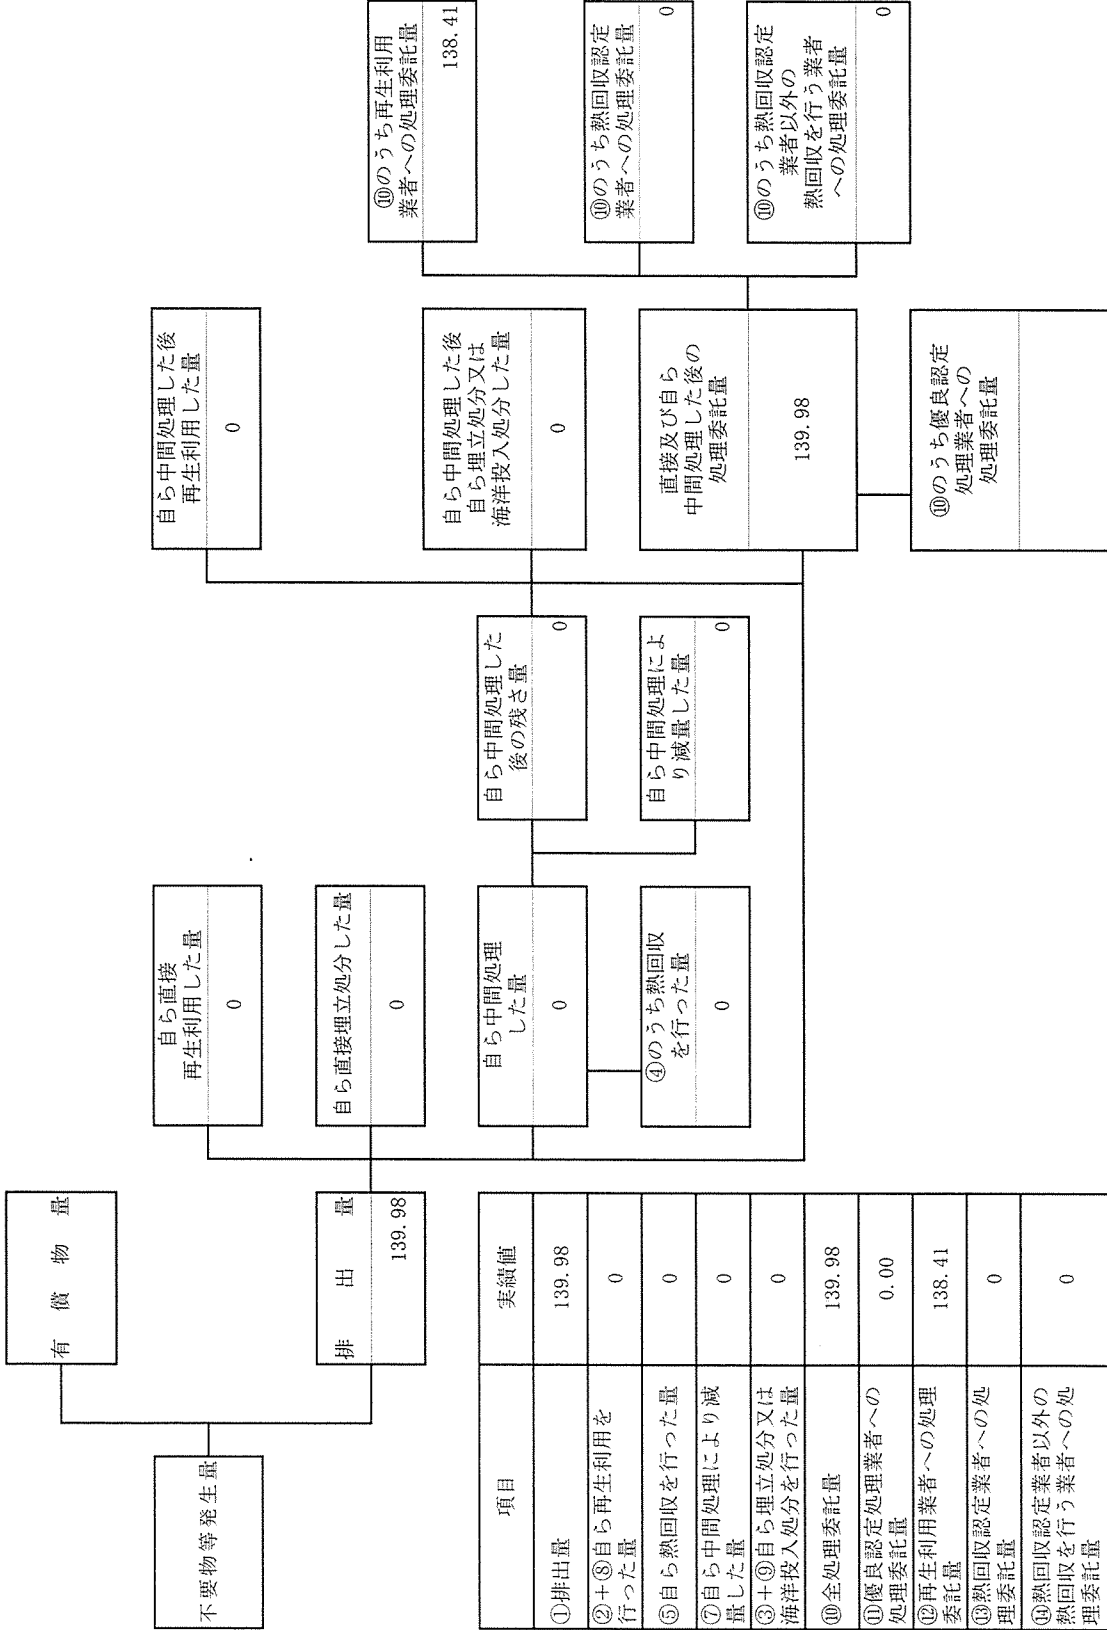 不要物等発生量
有償物量
排出量
139.98
自ら直接
再生利用した量
0
自ら直接埋立処分した量
0
自ら中間処理
した量
0
④のうち熱回収
を行った量
0
自ら中間処理した
後の残さ量
0
自ら中間処理によ
り減量した量
0
自ら中間処理した後
再生利用した量
0
自ら中間処理した後
自ら埋立処分又は
海洋投入処分した量
0
直接及び自ら
中間処理した後の
処理委託量
139.98
⑩のうち優良認定
処理業者への
処理委託量
⑩のうち再生利用
業者への処理委託量
138.41
⑩のうち熱回収認定
業者への処理委託量
0
⑩のうち熱回収認定
業者以外の
熱回収を行う業者
への処理委託量
0
項目 実績値
①排出量 139.98
②+⑧自ら再生利用を
行った量 0
⑤自ら熱回収を行った量 0
⑦自ら中間処理により減
量した量 0
③+⑨自ら埋立処分又は
海洋投入処分を行った量 0
⑩全処理委託量 139.98
⑪優良認定処理業者への
処理委託量 0.00
⑫再生利用業者への処理
委託量 138.41
⑬熱回収認定業者への処
理委託量 0
⑭熱回収認定業者以外の
熱回収を行う業者への処
理委託量 0